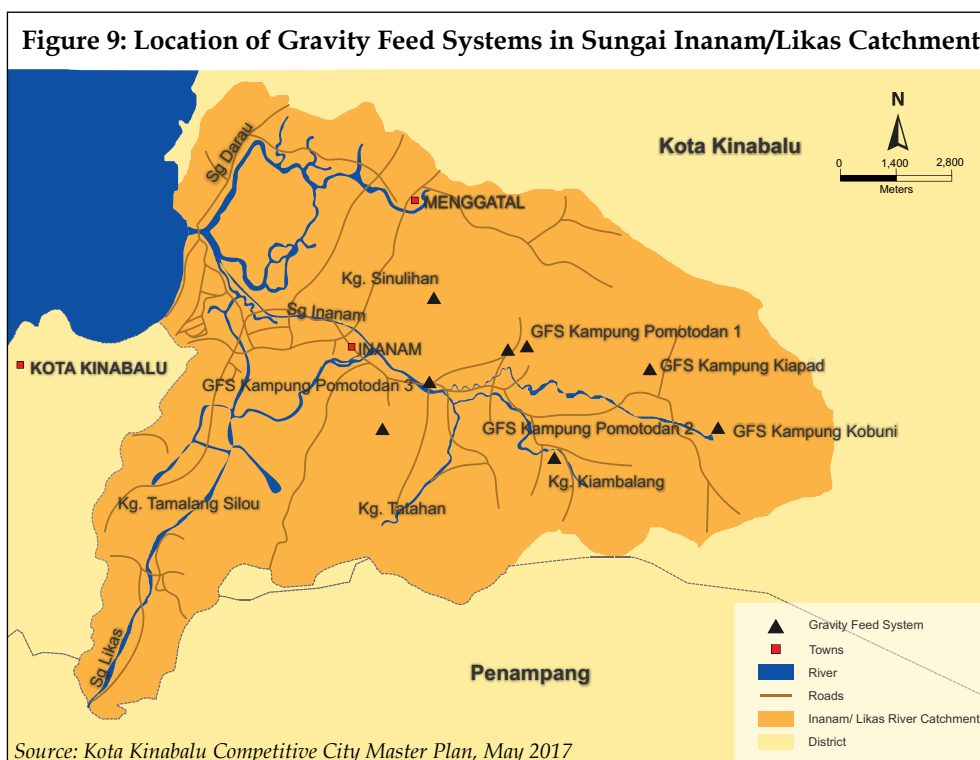 Figure 9: Location of Gravity Feed Systems in Sungai Inanam/Likas Catchment
N
Kota Kinabalu
0 1,400 2,800
Meters
Sg Darau
MENGGATAL
Kg. Sinulihan
Sg Inanam
GFS Kampung Pomotodan 1
INANAM
KOTA KINABALU
GFS Kampung Kiapad
GFS Kampung Pomotodan 3
GFS Kampung Pomotodan 2
GFS Kampung Kobuni
Kg. Kiambalang
Kg. Tamalang Silou
Kg. Tatahan
Sg Likas
Penampang
Gravity Feed System
Towns
River
Roads
Inanam/ Likas River Catchment
District
Source: Kota Kinabalu Competitive City Master Plan, May 2017